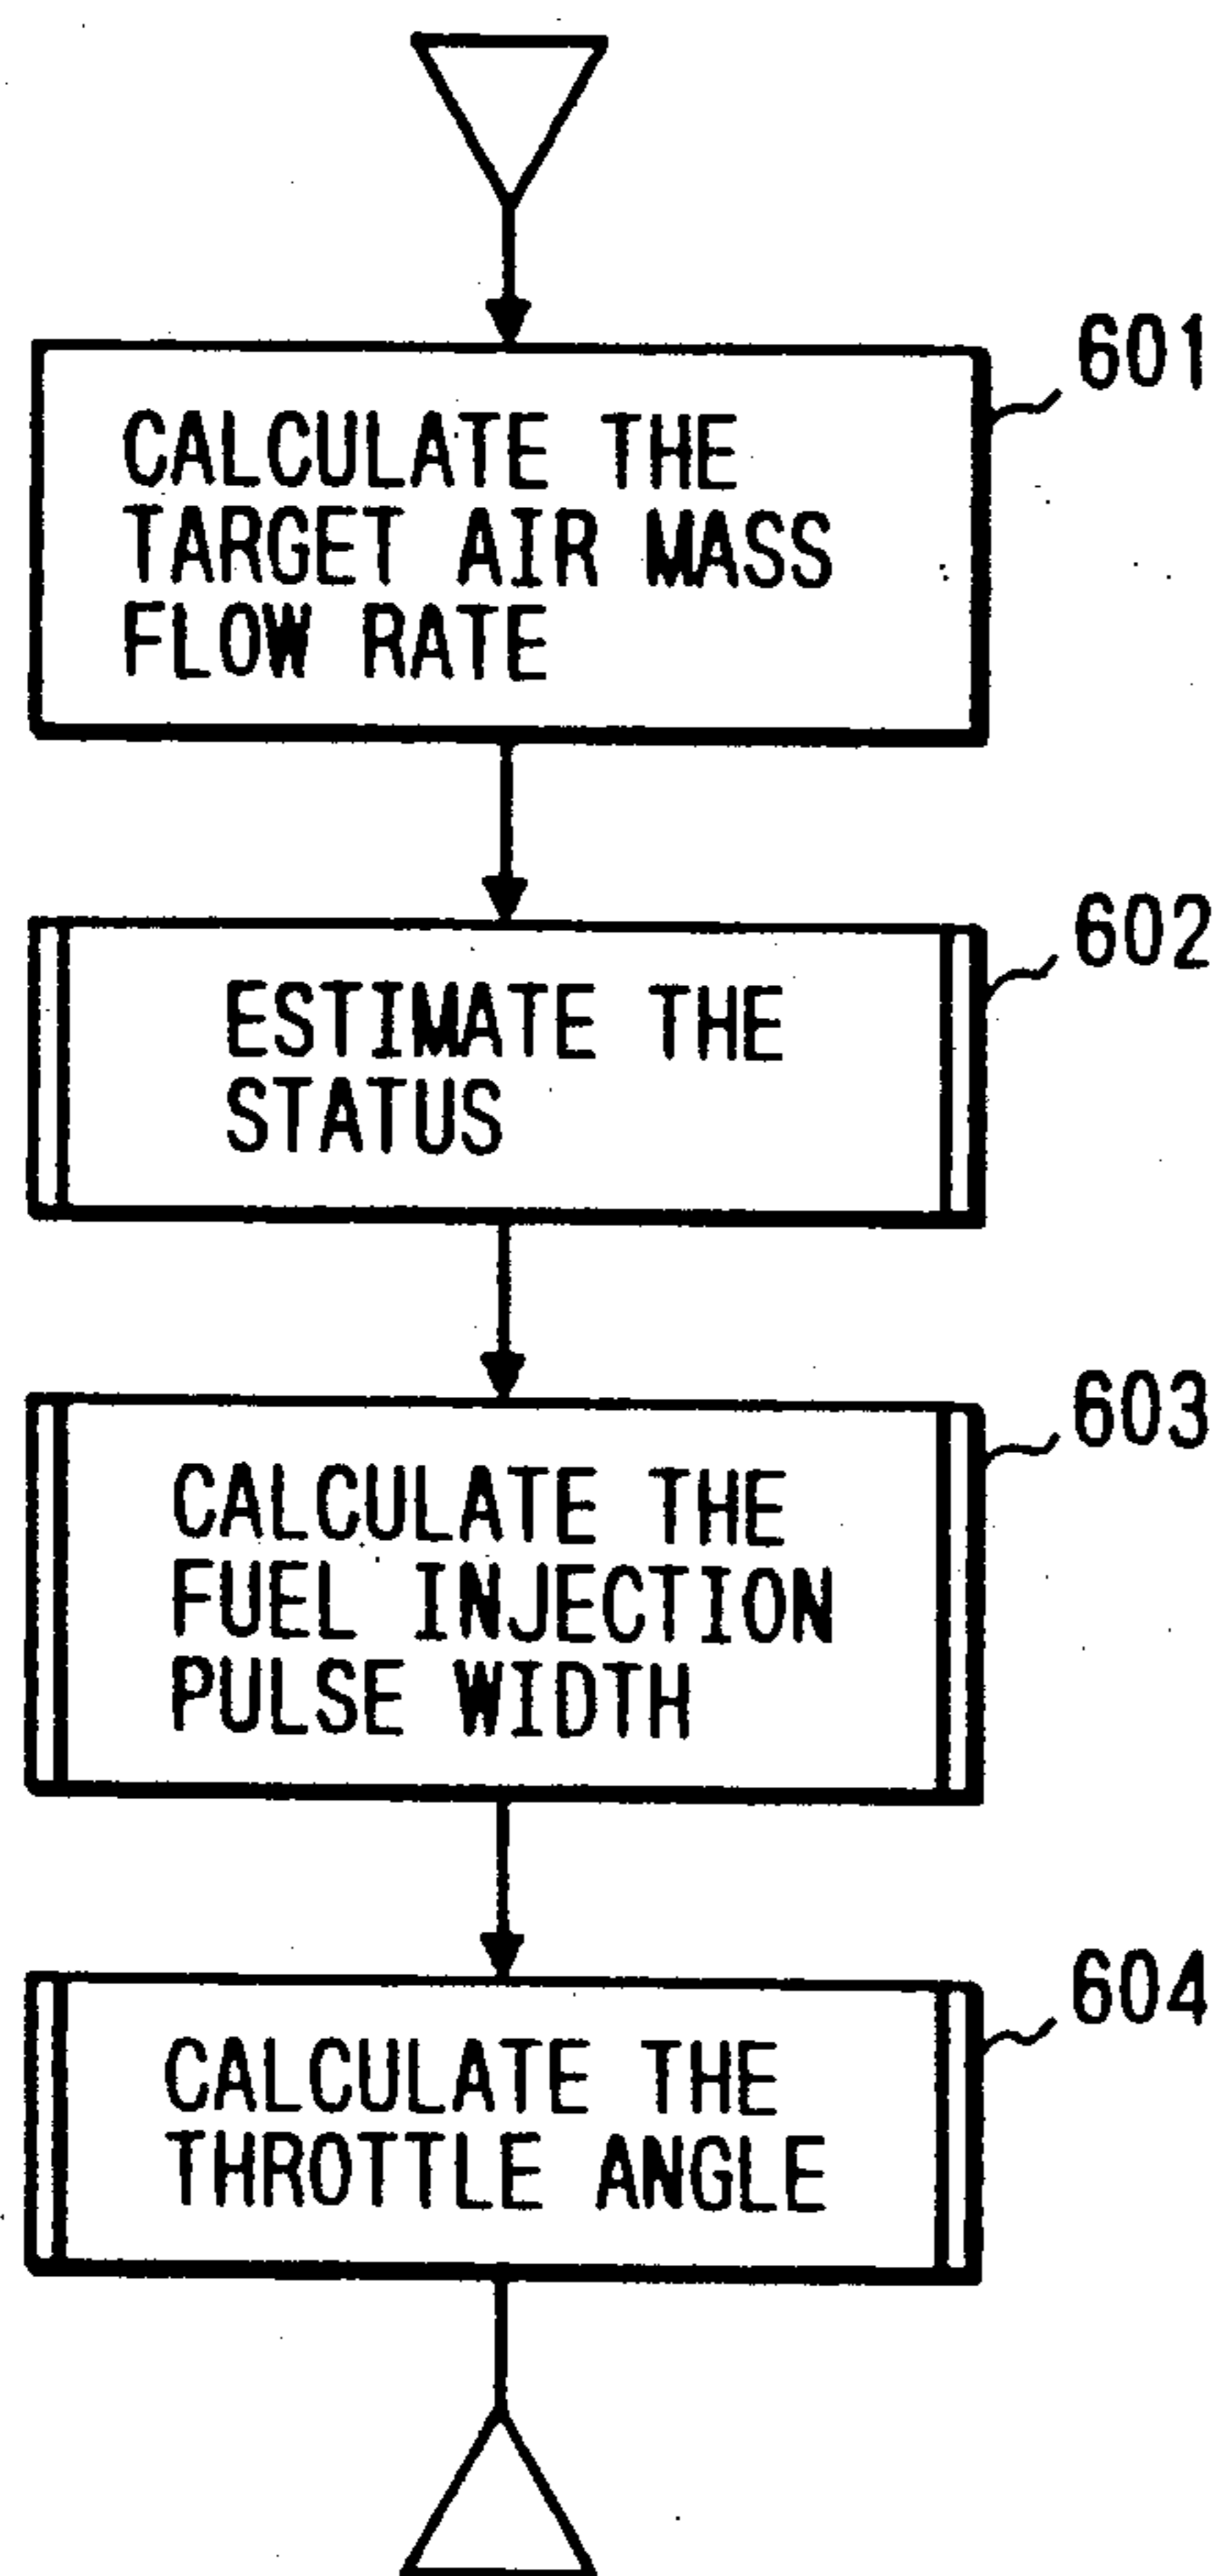 601
CALCULATE THE
TARGET AIR MASS
FLOW RATE
602
ESTIMATE THE
STATUS
603
CALCULATE THE
FUEL INJECTION
PULSE WIDTH
604
CALCULATE THE
THROTTLE ANGLE